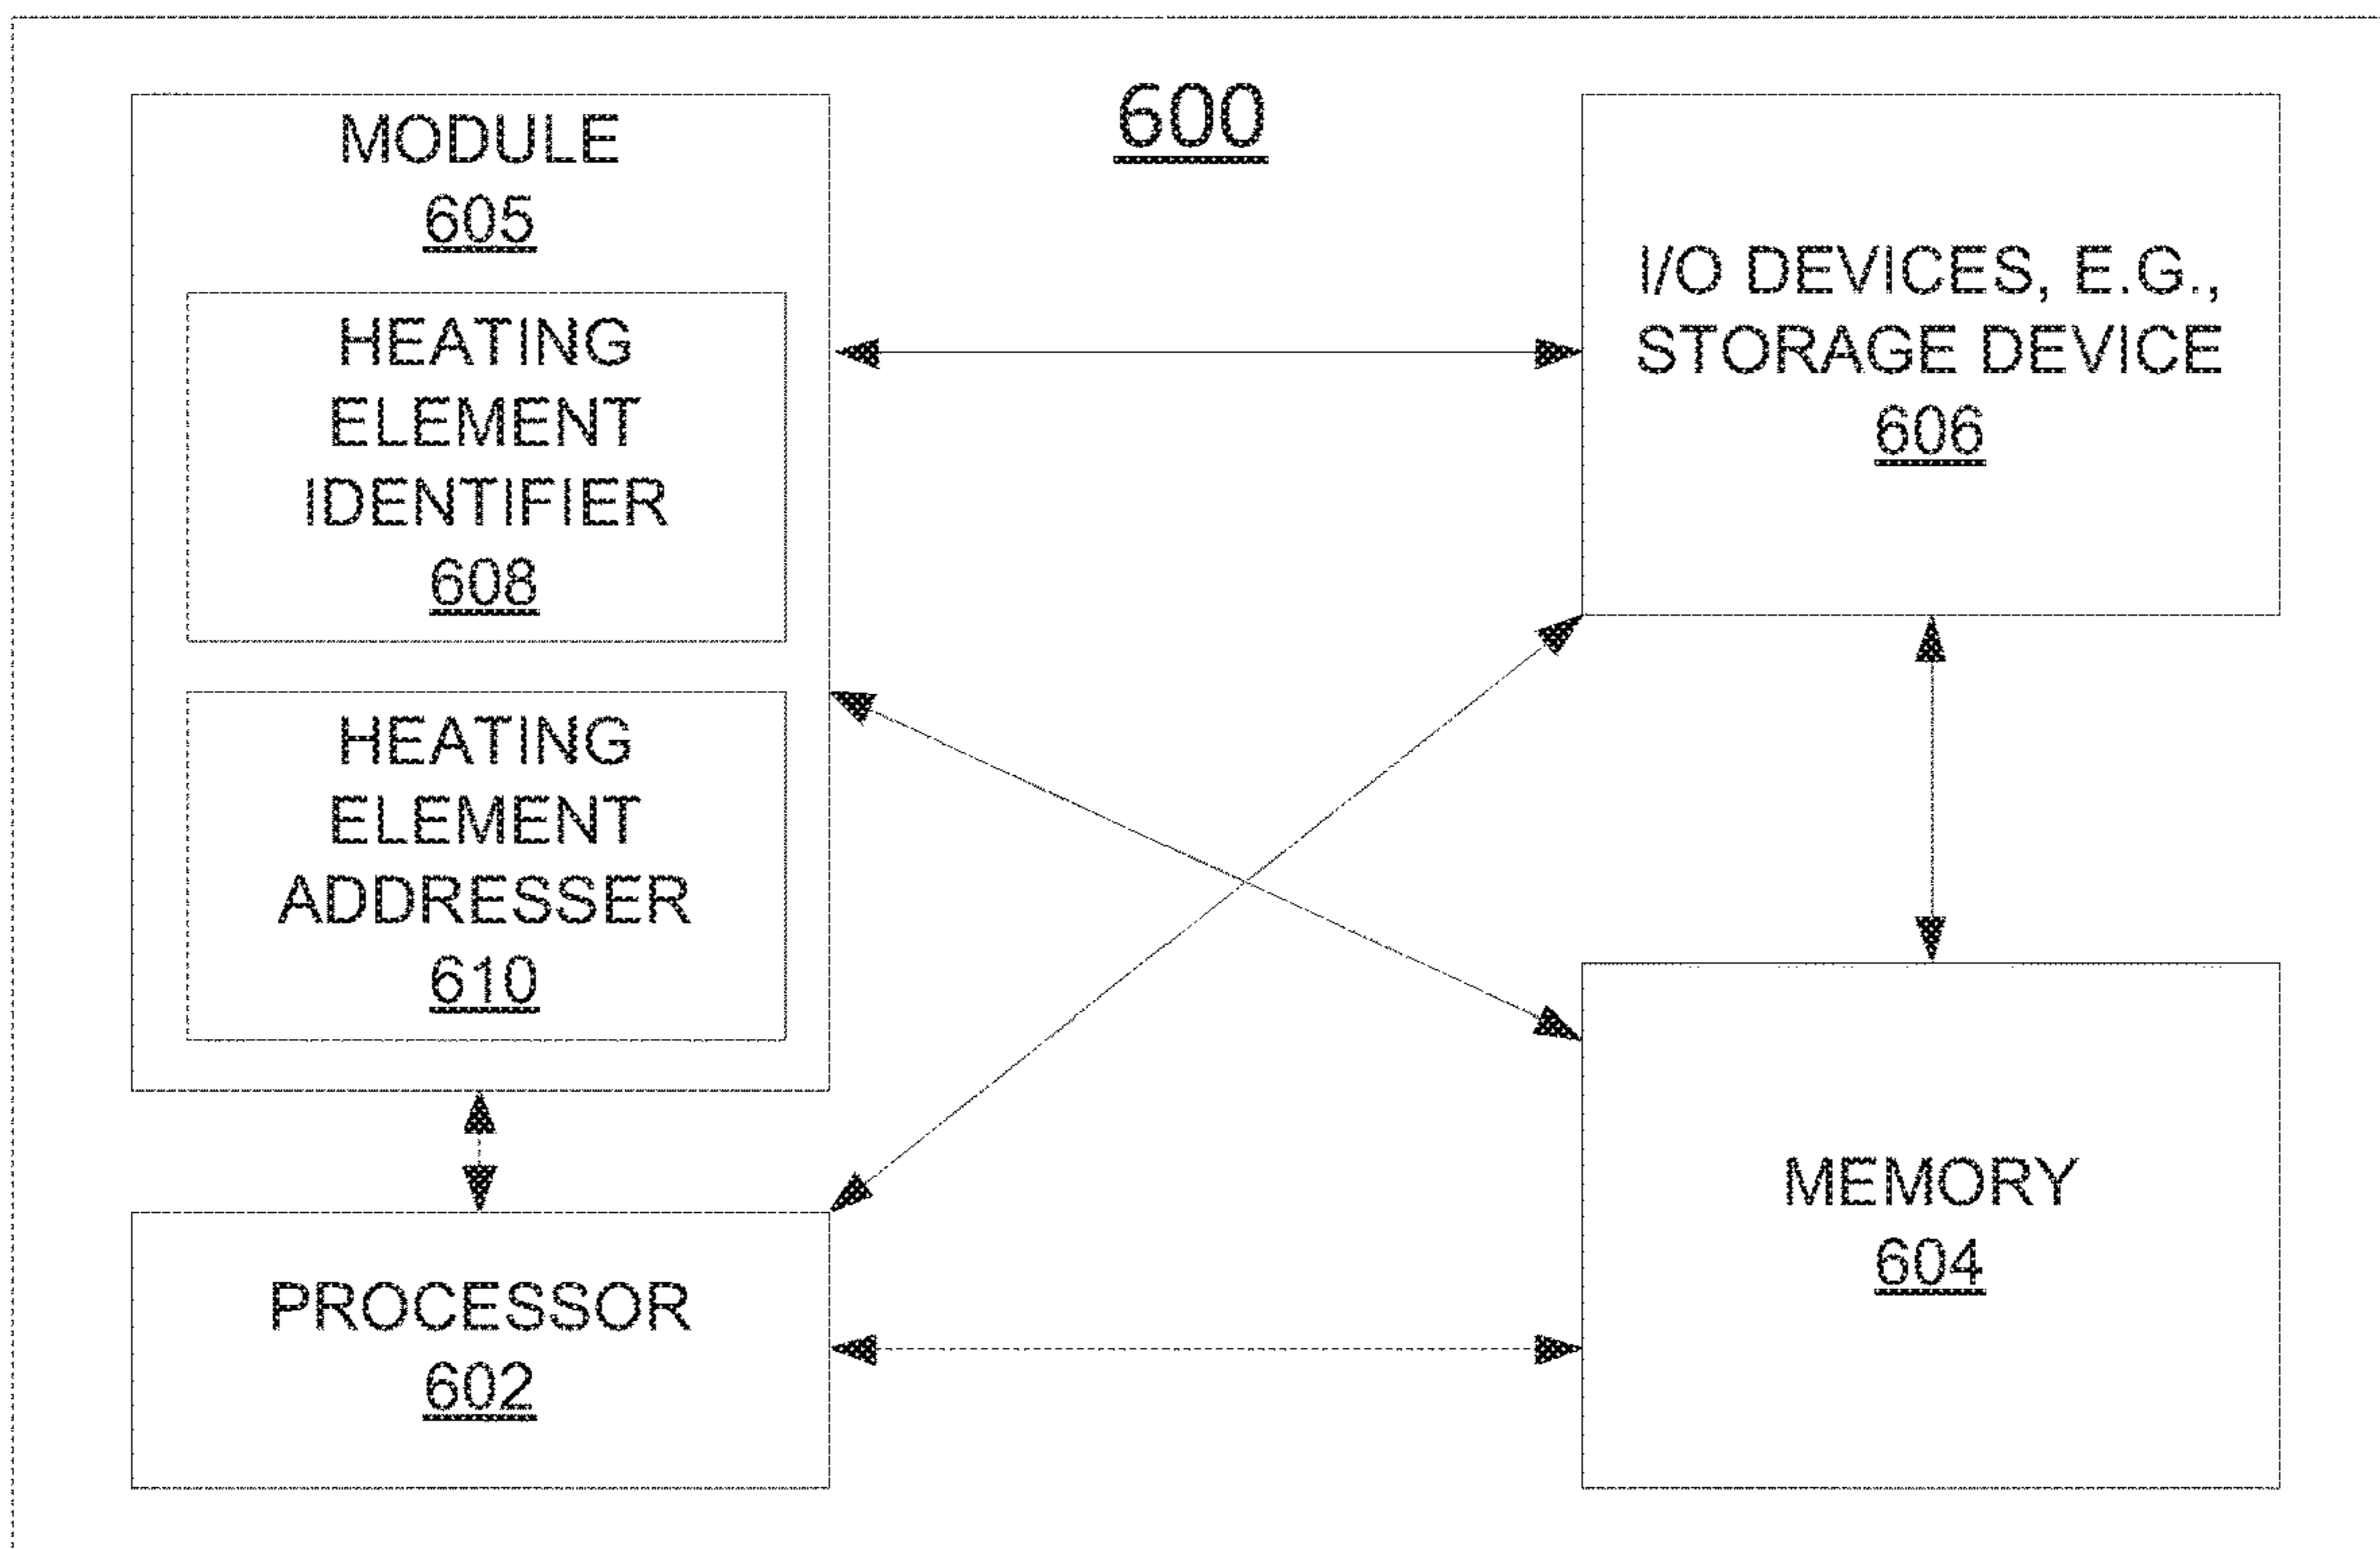 600
MODULE
605
HEATING
ELEMENT
IDENTIFIER
608
HEATING
ELEMENT
ADDRESSER
610
I/O DEVICES, E.G.,
STORAGE DEVICE
606
PROCESSOR
602
MEMORY
604